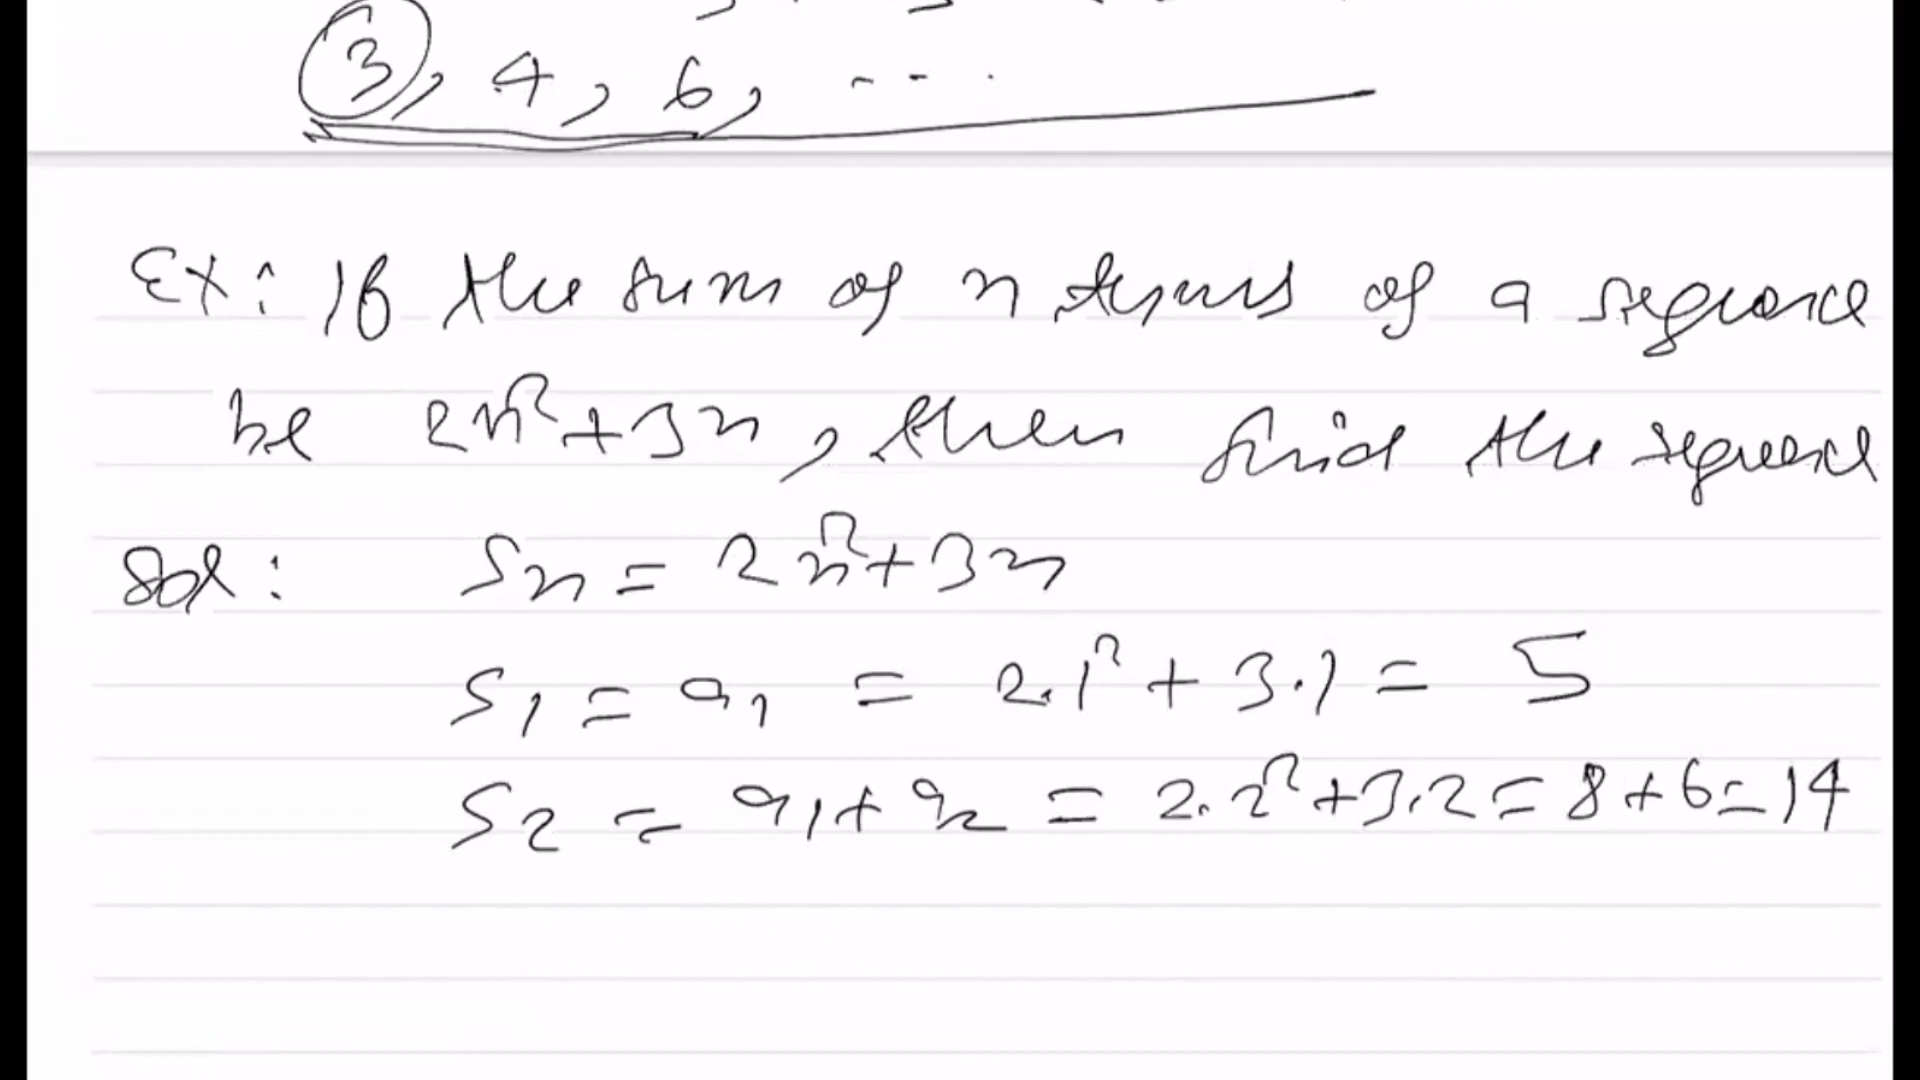 3, 4, 6, ---
Ex: If the sum of n terms of a sequence
be 2n²+3n, then find the sequence
Sol: Sn = 2n²+3n
S₁ = a₁ = 2.1² + 3.1 = 5
S₂ = a₁+a₂ = 2.2²+3.2=8+6=14